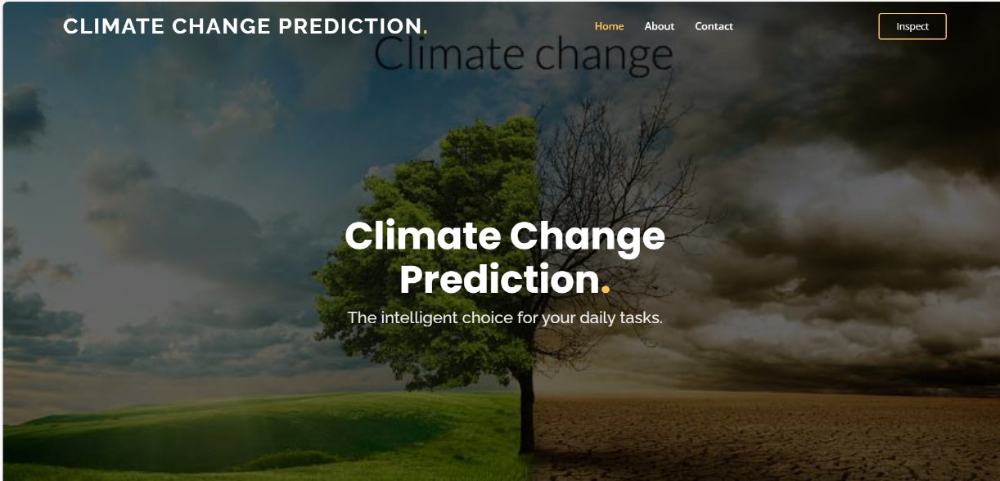 CLIMATE CHANGE PREDICTION.
Home About Contact
Inspect
Climate change
Climate Change
Prediction.
The intelligent choice for your daily tasks.